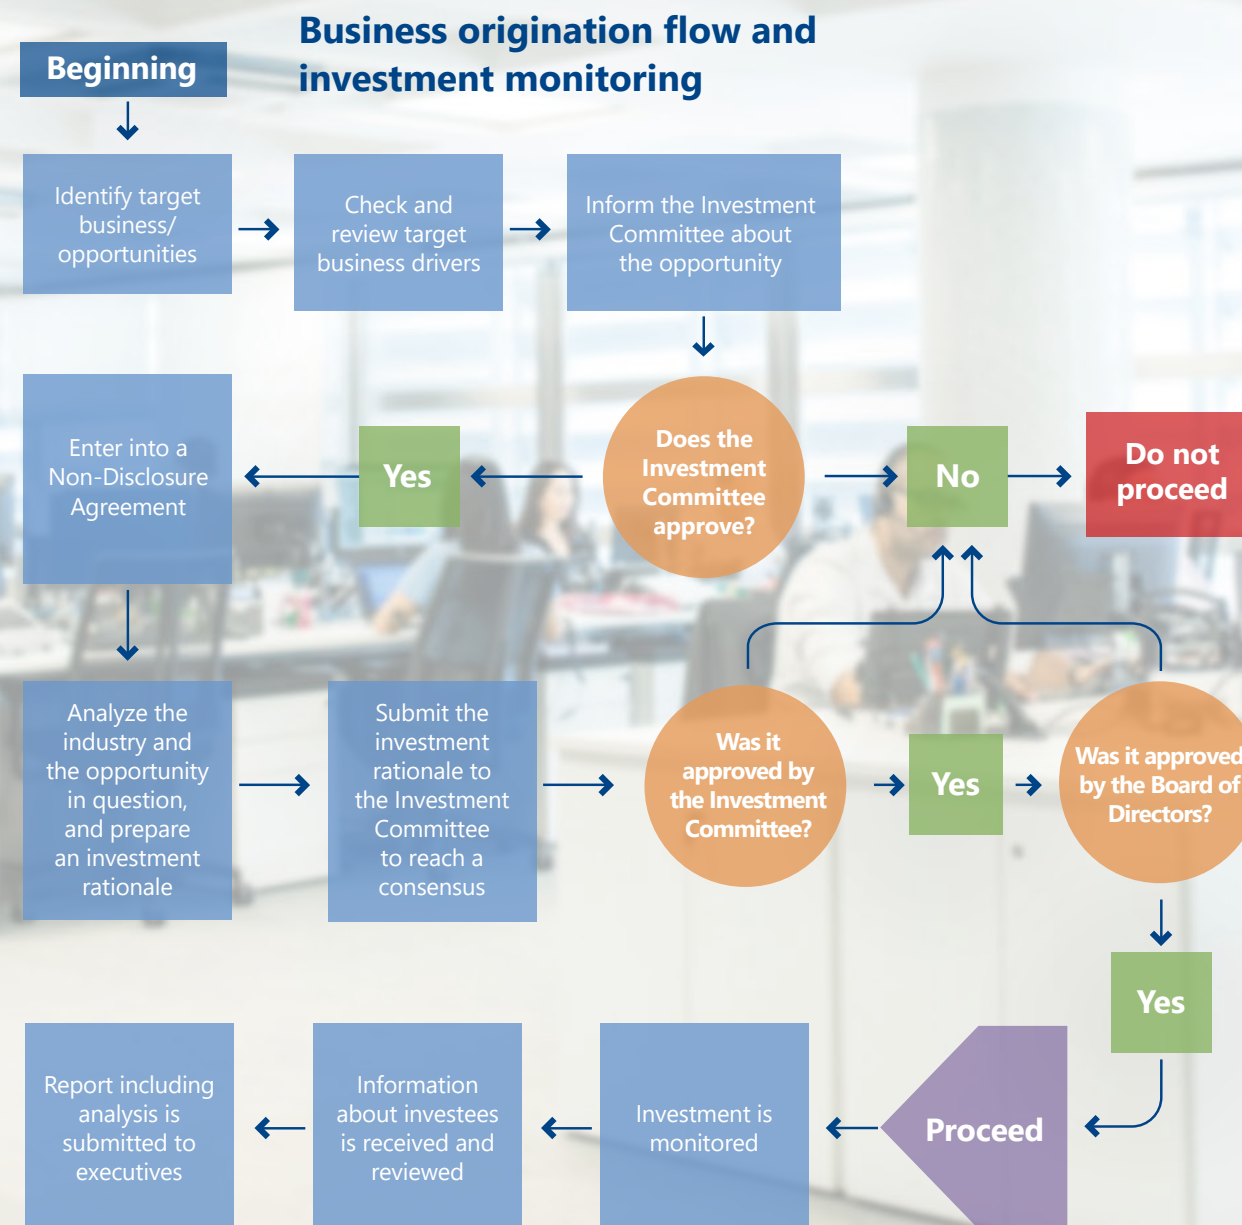 Business origination flow and
investment monitoring
Beginning
Identify target
business/
opportunities
Check and
review target
business drivers
Inform the Investment
Committee about
the opportunity
Enter into a
Non-Disclosure
Agreement
Yes
Does the
Investment
Committee
approve?
No
Do not
proceed
Analyze the
industry and
the opportunity
in question,
and prepare
an investment
rationale
Submit the
investment
rationale to
the Investment
Committee
to reach a
consensus
Was it
approved by
the Investment
Committee?
Yes
Was it approved
by the Board of
Directors?
Yes
Report including
analysis is
submitted to
executives
Information
about investees
is received and
reviewed
Investment is
monitored
Proceed